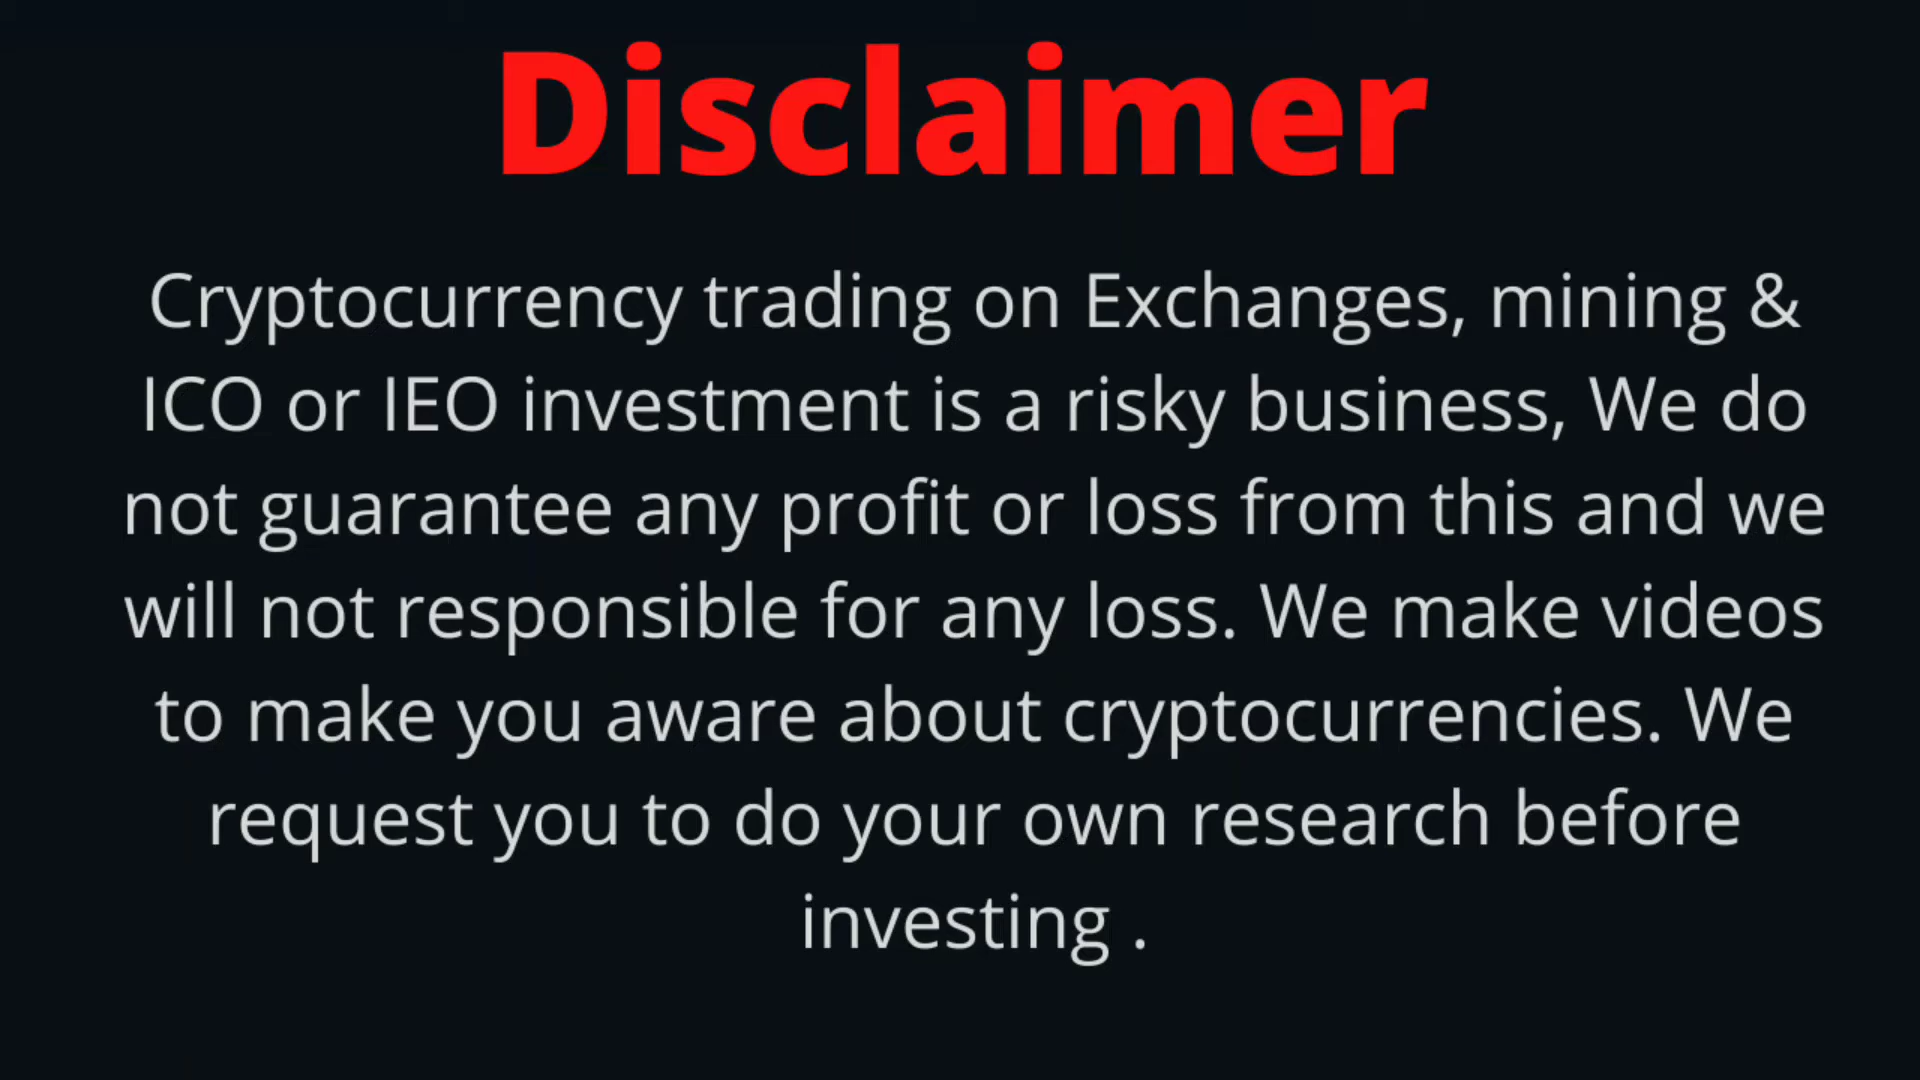 Disclaimer
Cryptocurrency trading on Exchanges, mining &
ICO or IEO investment is a risky business, We do
not guarantee any profit or loss from this and we
will not responsible for any loss. We make videos
to make you aware about cryptocurrencies. We
request you to do your own research before
investing .